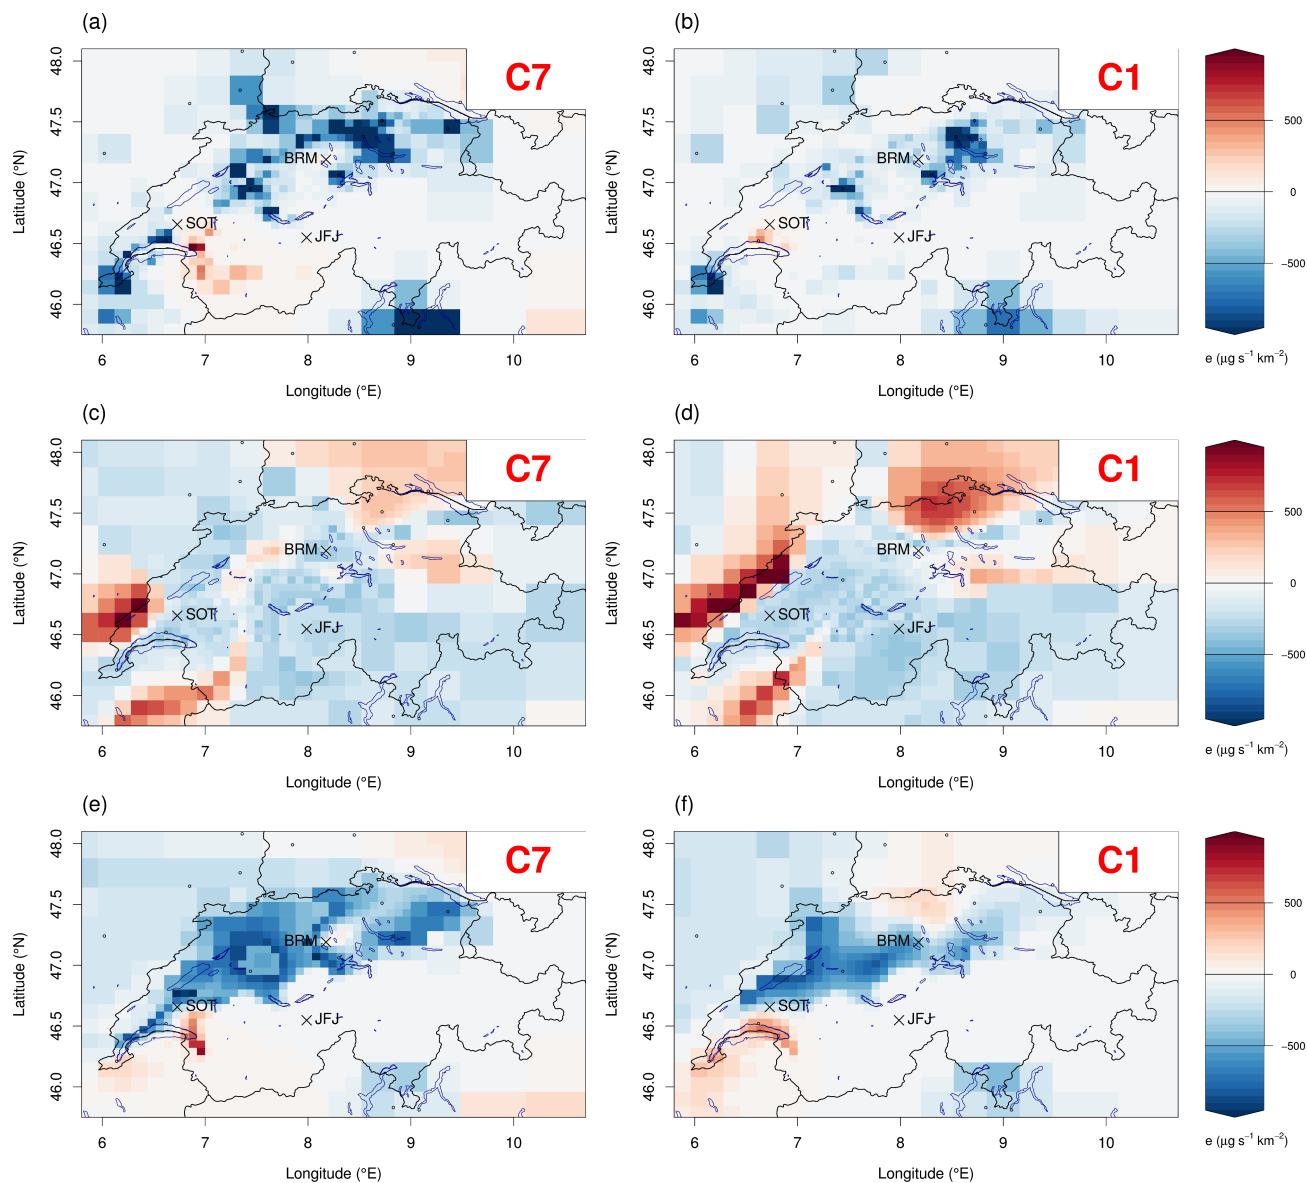 (a)
(b)
48.0
47.5
47.0
46.5
46.0
Latitude (°N)
C7
BRM
SOT
JFJ
6
7
8
9
10
Longitude (°E)
48.0
47.5
47.0
46.5
46.0
Latitude (°N)
C1
BRM
SOT
JFJ
6
7
8
9
10
Longitude (°E)
500
0
−500
e (µg s⁻¹ km⁻²)
(c)
(d)
48.0
47.5
47.0
46.5
46.0
Latitude (°N)
C7
BRM
SOT
JFJ
6
7
8
9
10
Longitude (°E)
48.0
47.5
47.0
46.5
46.0
Latitude (°N)
C1
BRM
SOT
JFJ
6
7
8
9
10
Longitude (°E)
500
0
−500
e (µg s⁻¹ km⁻²)
(e)
(f)
48.0
47.5
47.0
46.5
46.0
Latitude (°N)
C7
BRM
SOT
JFJ
6
7
8
9
10
Longitude (°E)
48.0
47.5
47.0
46.5
46.0
Latitude (°N)
C1
BRM
SOT
JFJ
6
7
8
9
10
Longitude (°E)
500
0
−500
e (µg s⁻¹ km⁻²)